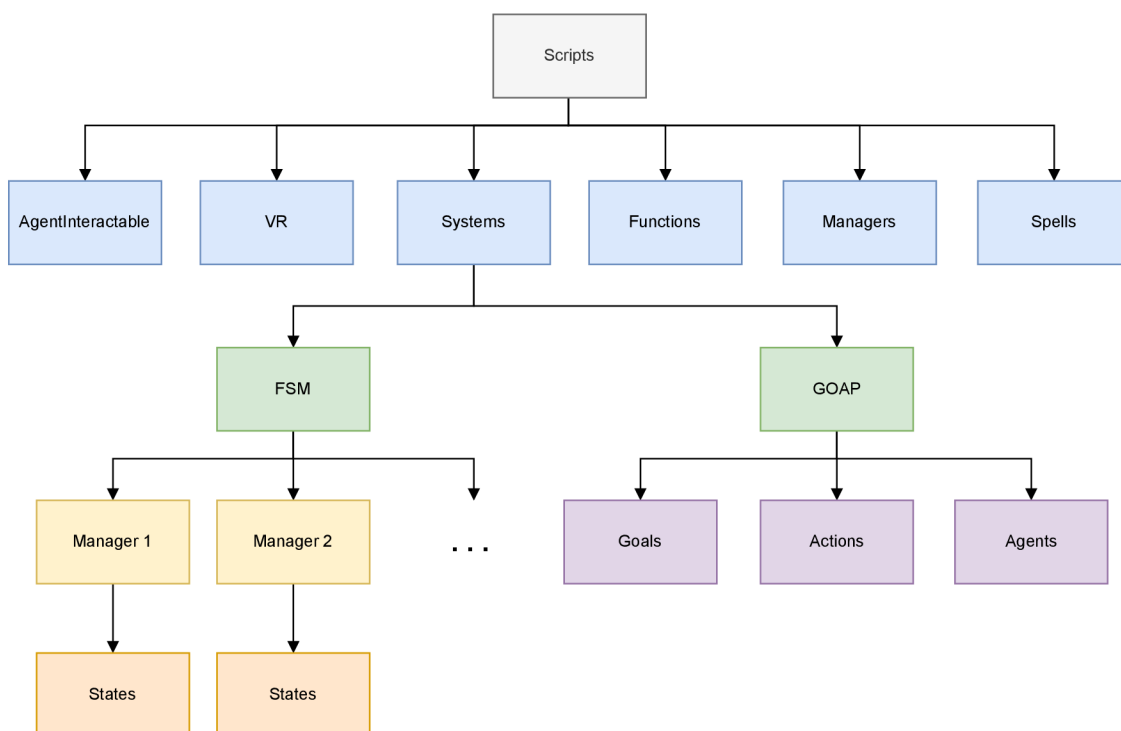 Scripts
AgentInteractable
VR
Systems
Functions
Managers
Spells
FSM
GOAP
Manager 1
Manager 2
...
Goals
Actions
Agents
States
States